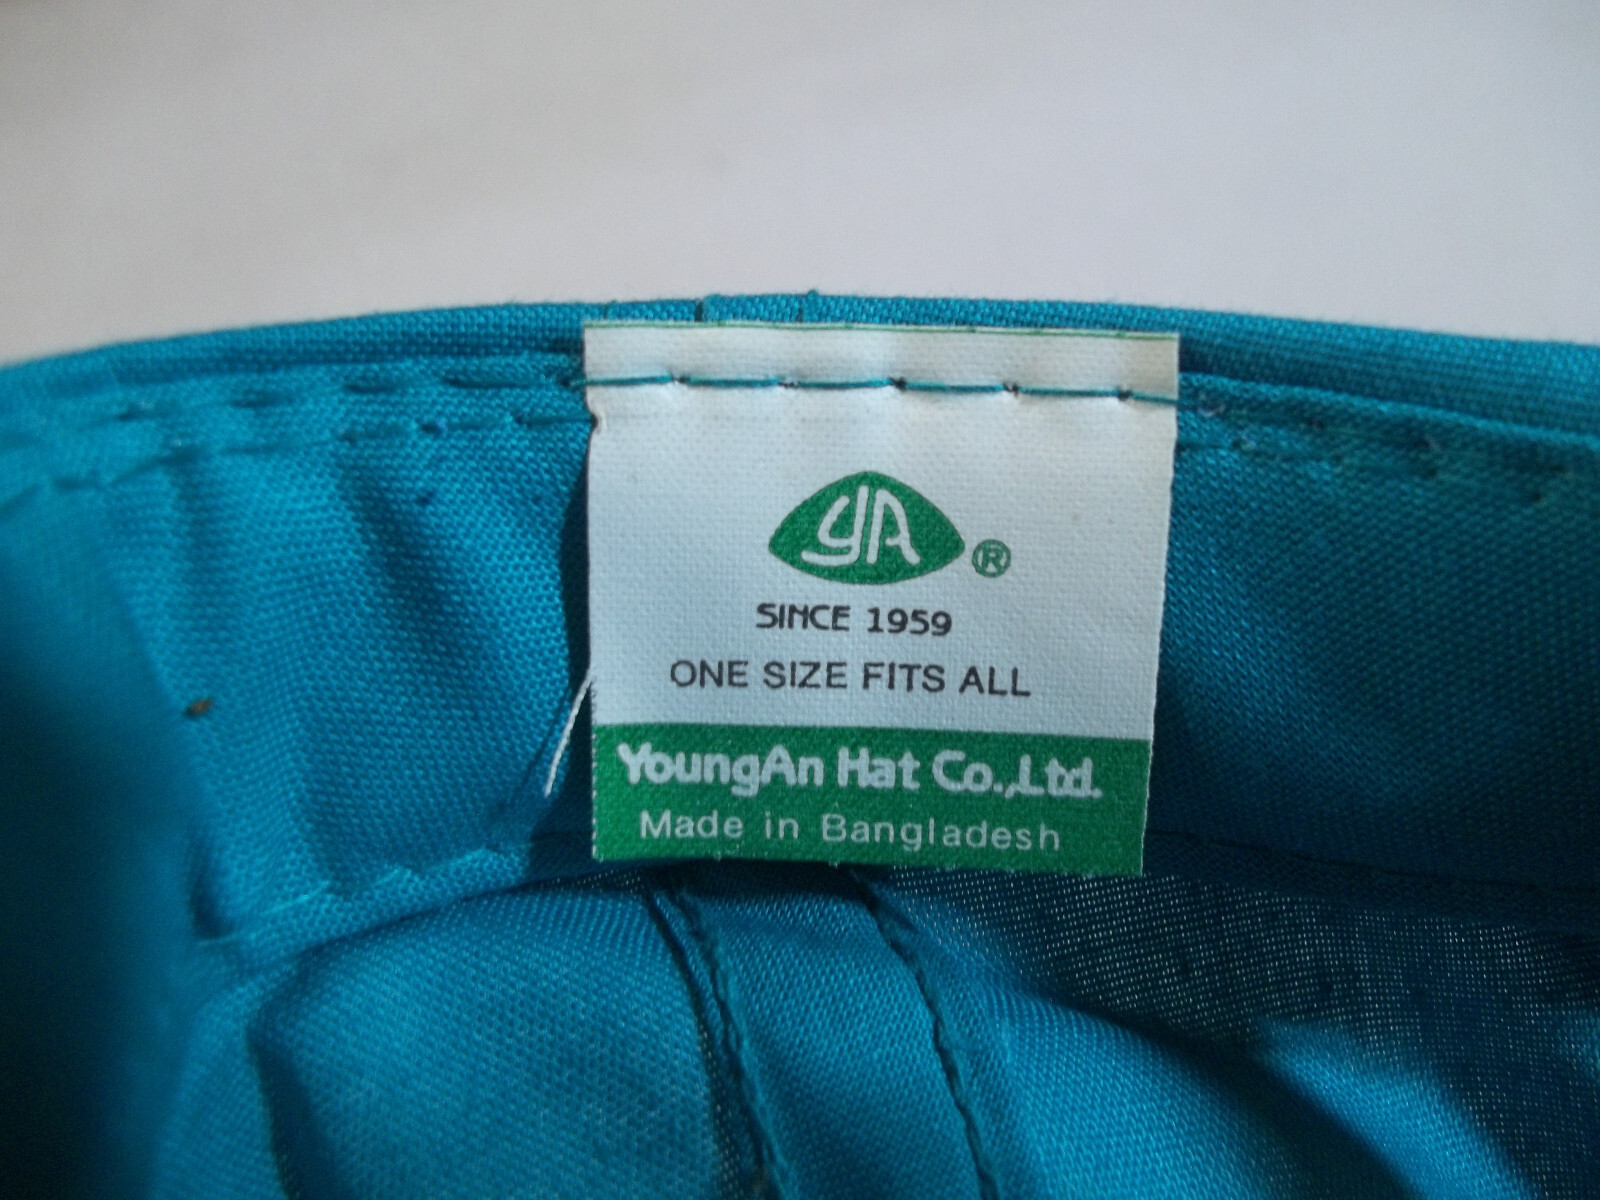 YA ®
SINCE 1959
ONE SIZE FITS ALL
YoungAn Hat Co.,Ltd.
Made in Bangladesh